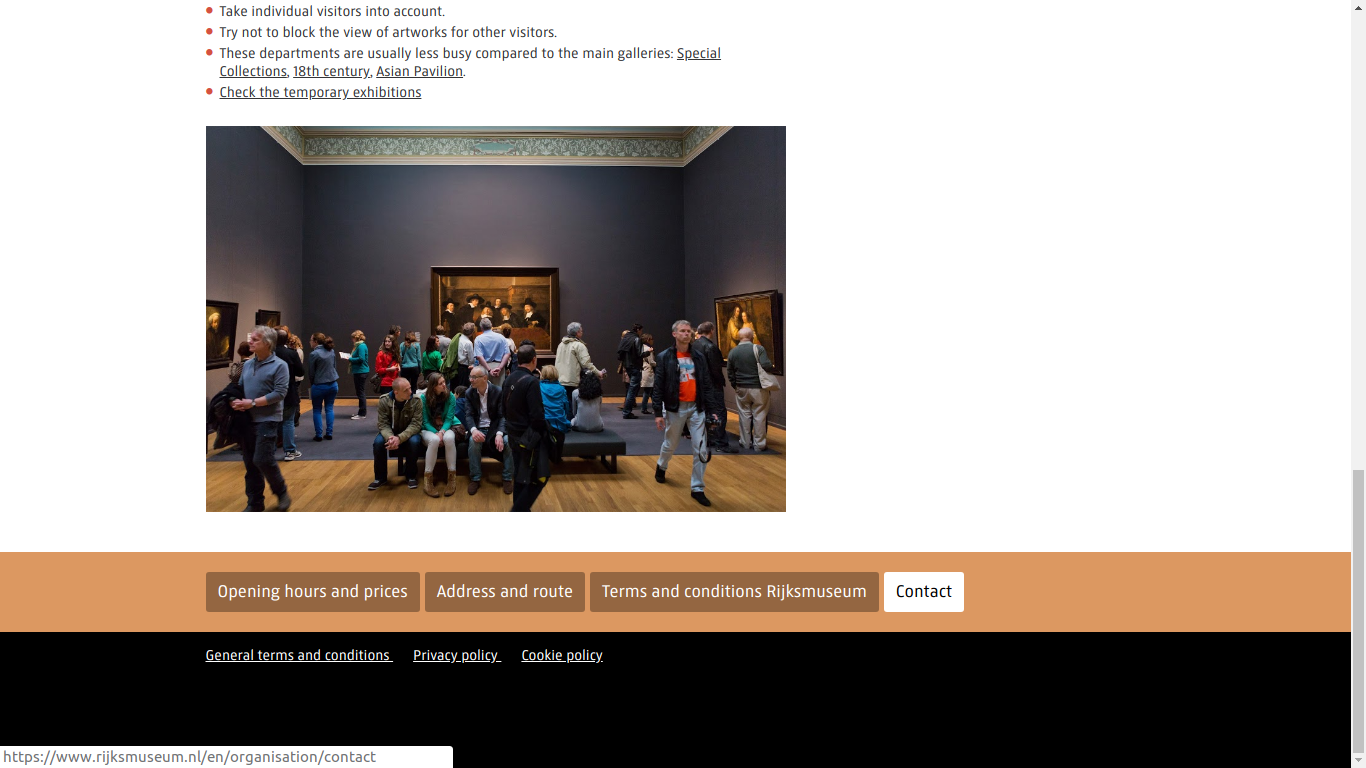 Take individual visitors into account.
Try not to block the view of artworks for other visitors.
These departments are usually less busy compared to the main galleries: Special
Collections, 18th century, Asian Pavilion.
Check the temporary exhibitions
Opening hours and prices
Address and route
Terms and conditions Rijksmuseum
Contact
General terms and conditions
Privacy policy
Cookie policy
https://www.rijksmuseum.nl/en/organisation/contact